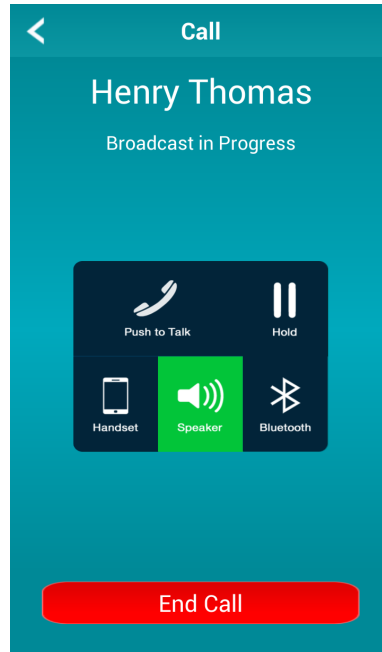 Call
Henry Thomas
Broadcast in Progress
Push to Talk
Hold
Handset
Speaker
Bluetooth
End Call